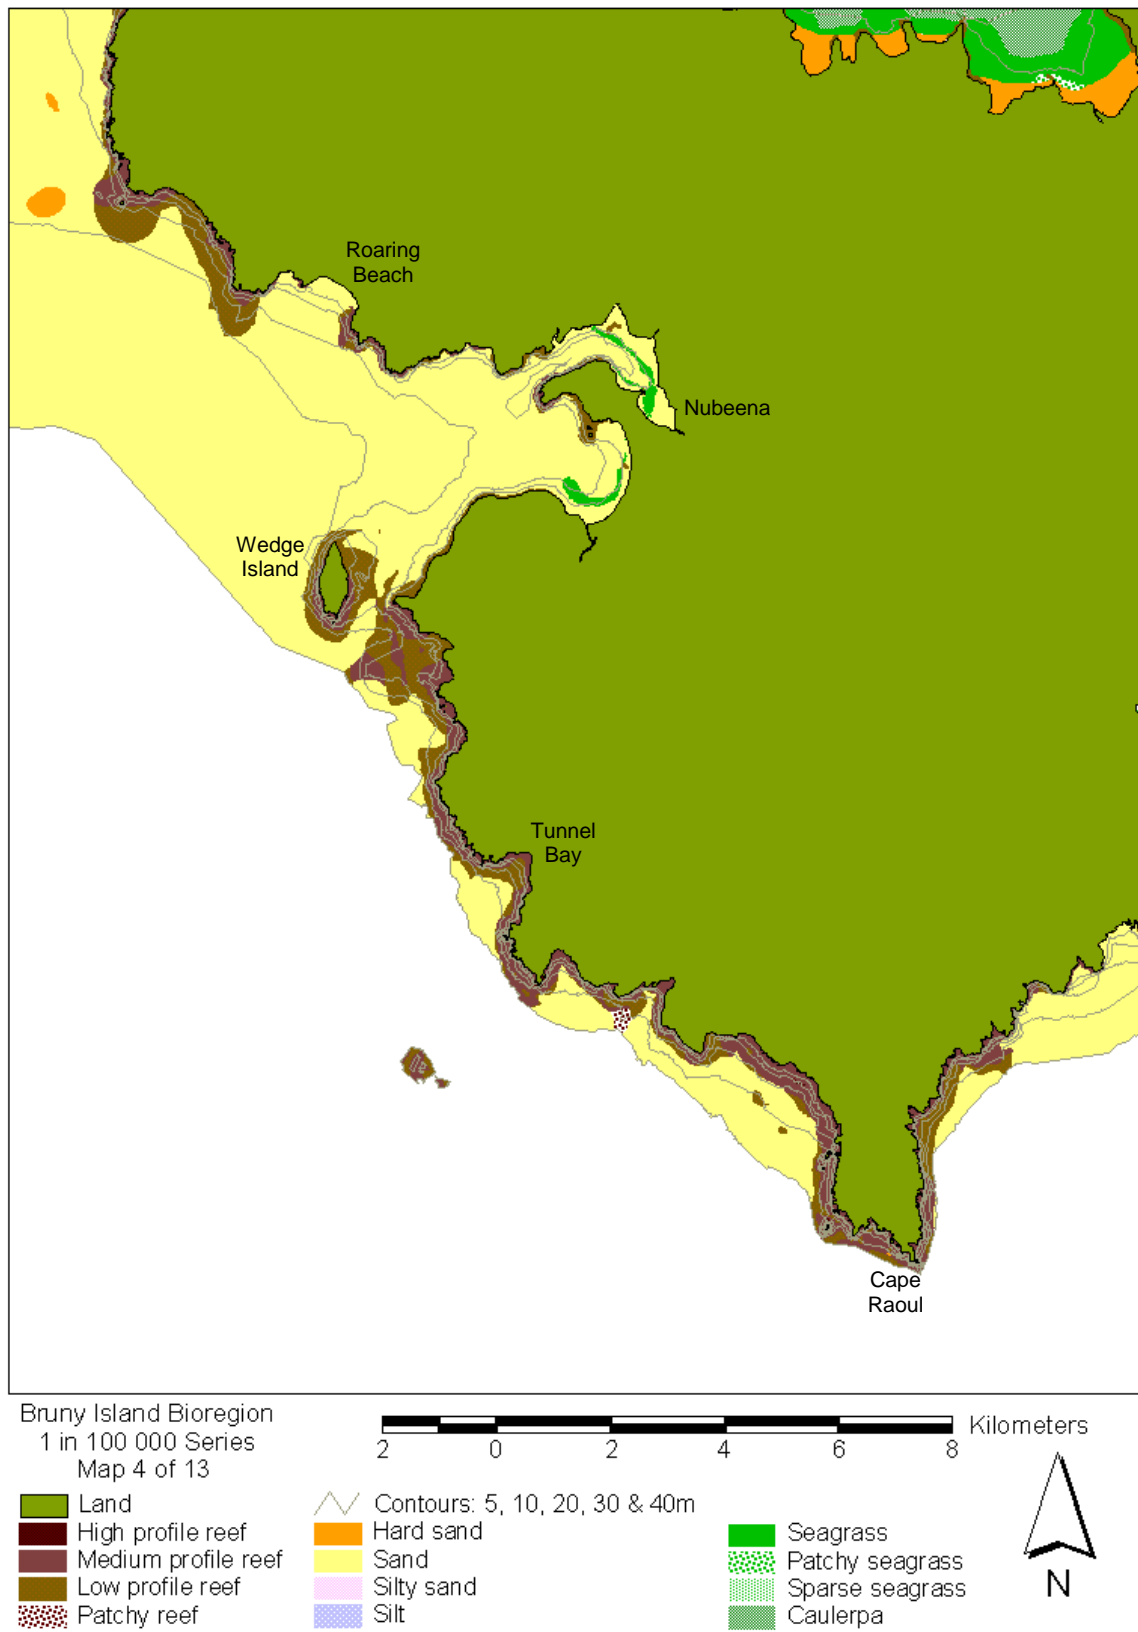 Roaring
Beach
Nubeena
Wedge
Island
Tunnel
Bay
Cape
Raoul
Bruny Island Bioregion
1 in 100 000 Series
Map 4 of 13
2 0 2 4 6 8 Kilometers
Land
High profile reef
Medium profile reef
Low profile reef
Patchy reef
Contours: 5, 10, 20, 30 & 40m
Hard sand
Sand
Silty sand
Silt
Seagrass
Patchy seagrass
Sparse seagrass
Caulerpa
N